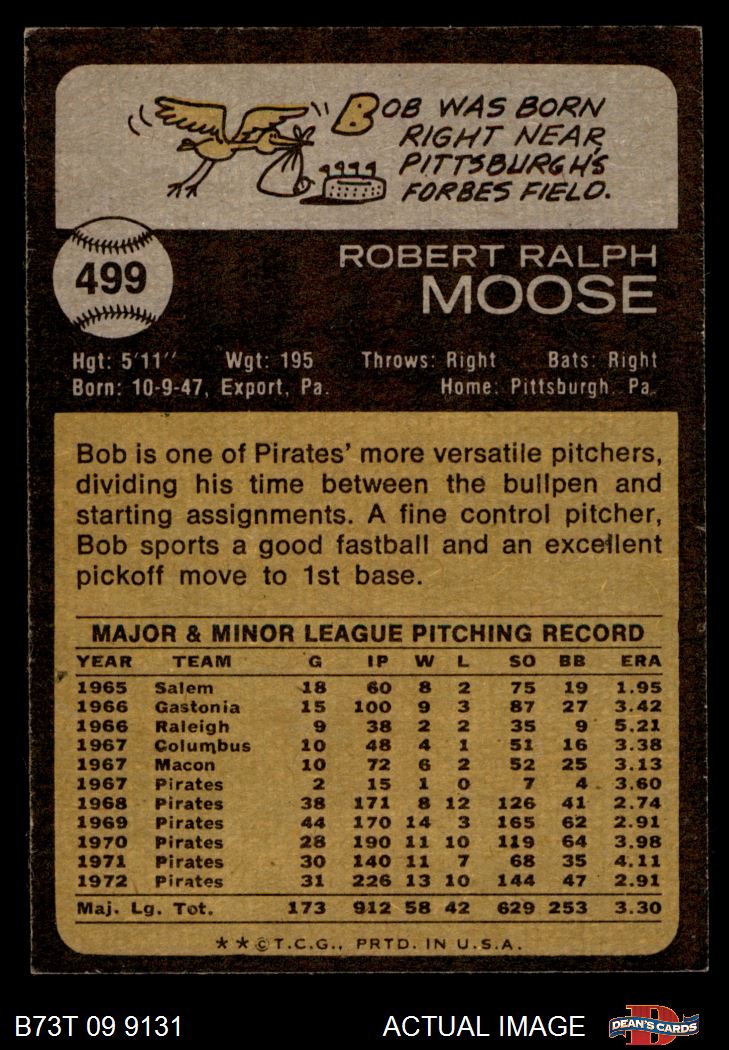 BOB WAS BORN
RIGHT NEAR
PITTSBURGH'S
FORBES FIELD.
499
ROBERT RALPH
MOOSE
Hgt: 5'11" Wgt: 195 Throws: Right Bats: Right
Born: 10-9-47, Export, Pa. Home: Pittsburgh, Pa.
Bob is one of Pirates' more versatile pitchers,
dividing his time between the bullpen and
starting assignments. A fine control pitcher,
Bob sports a good fastball and an excellent
pickoff move to 1st base.
MAJOR & MINOR LEAGUE PITCHING RECORD
YEAR TEAM G IP W L SO BB ERA
1965 Salem 18 60 8 2 75 19 1.95
1966 Gastonia 15 100 9 3 87 27 3.42
1966 Raleigh 9 38 2 2 35 9 5.21
1967 Columbus 10 48 4 1 51 16 3.38
1967 Macon 10 72 6 2 52 25 3.13
1967 Pirates 2 15 1 0 7 4 3.60
1968 Pirates 38 171 8 12 126 41 2.74
1969 Pirates 44 170 14 3 165 62 2.91
1970 Pirates 28 190 11 10 119 64 3.98
1971 Pirates 30 140 11 7 68 35 4.11
1972 Pirates 31 226 13 10 144 47 2.91
Maj. Lg. Tot. 173 912 58 42 629 253 3.30
★★©T.C.G., PRTD. IN U.S.A.
B73T 09 9131 ACTUAL IMAGE
D
DEAN'S CARDS